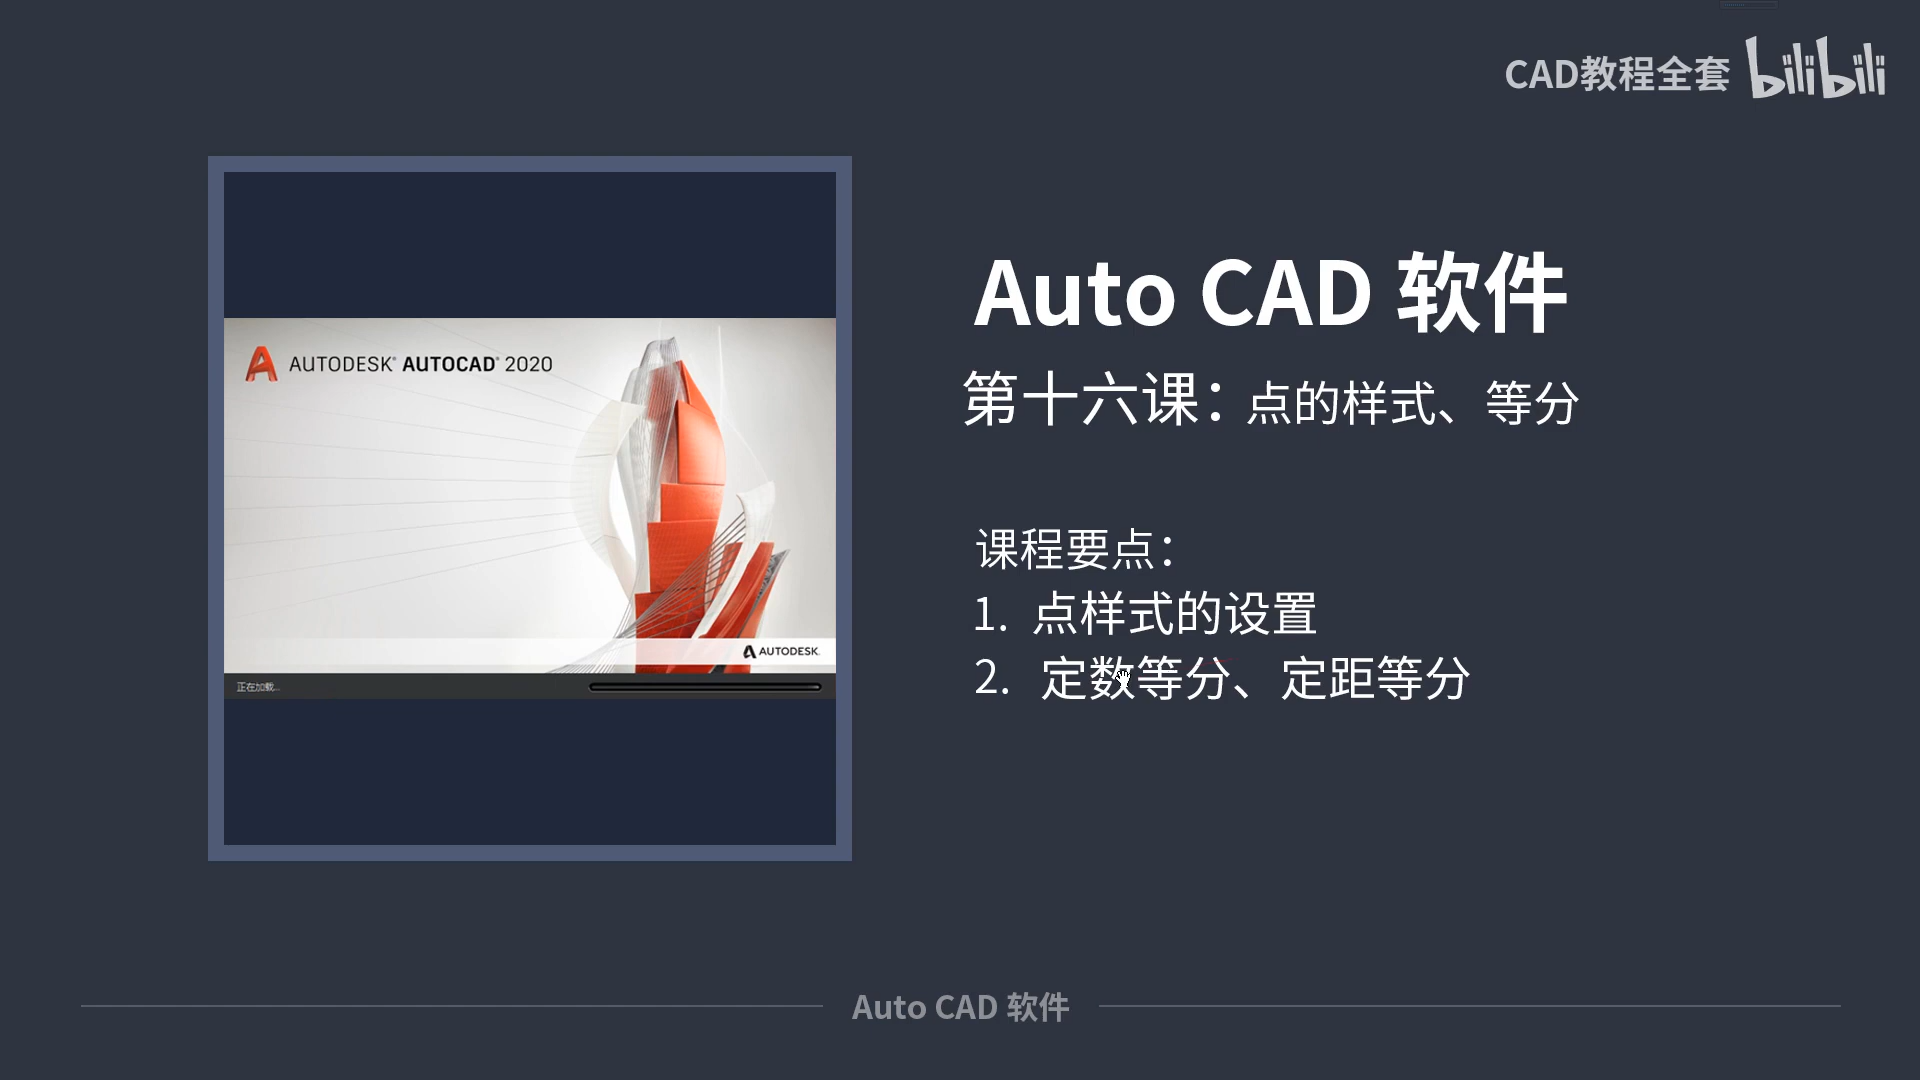 CAD教程全套 bilibili
AUTODESK® AUTOCAD® 2020
AUTODESK.
正在加载...
Auto CAD 软件
第十六课：点的样式、等分
课程要点：
1. 点样式的设置
2. 定数等分、定距等分
Auto CAD 软件